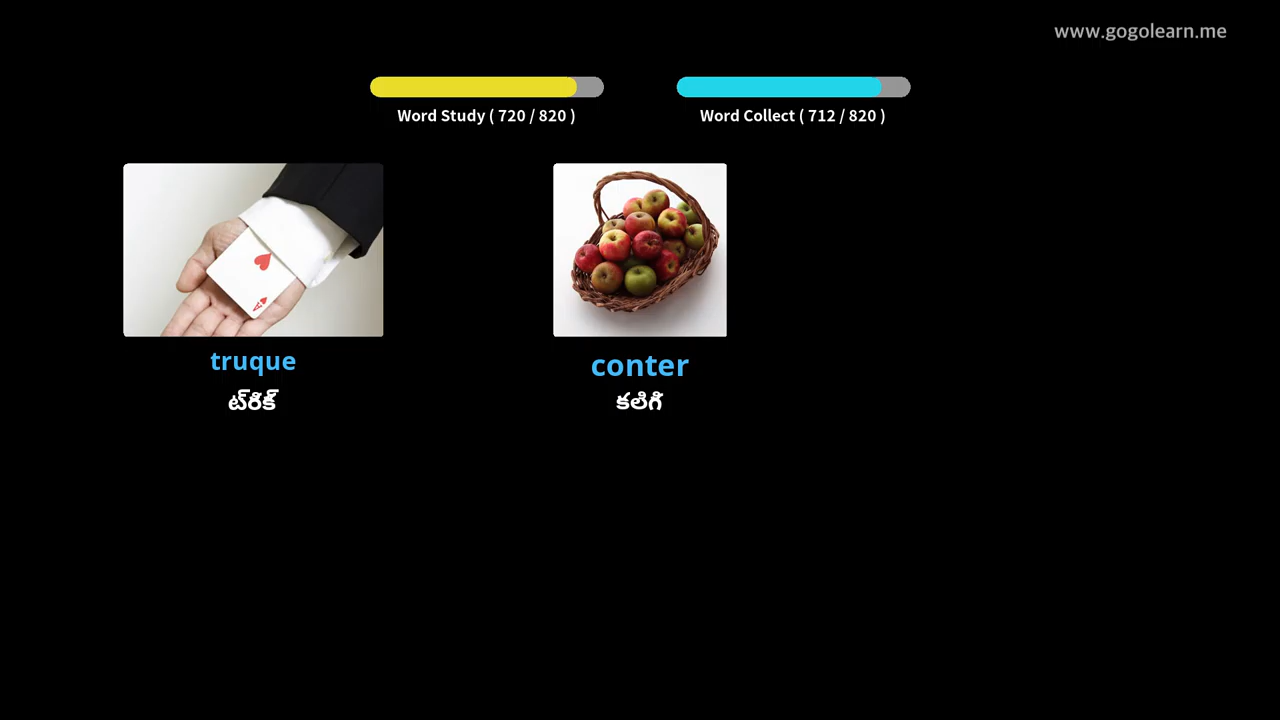 www.gogolearn.me
Word Study ( 720 / 820 )
Word Collect ( 712 / 820 )
truque
ట్రిక్
conter
కలిగి